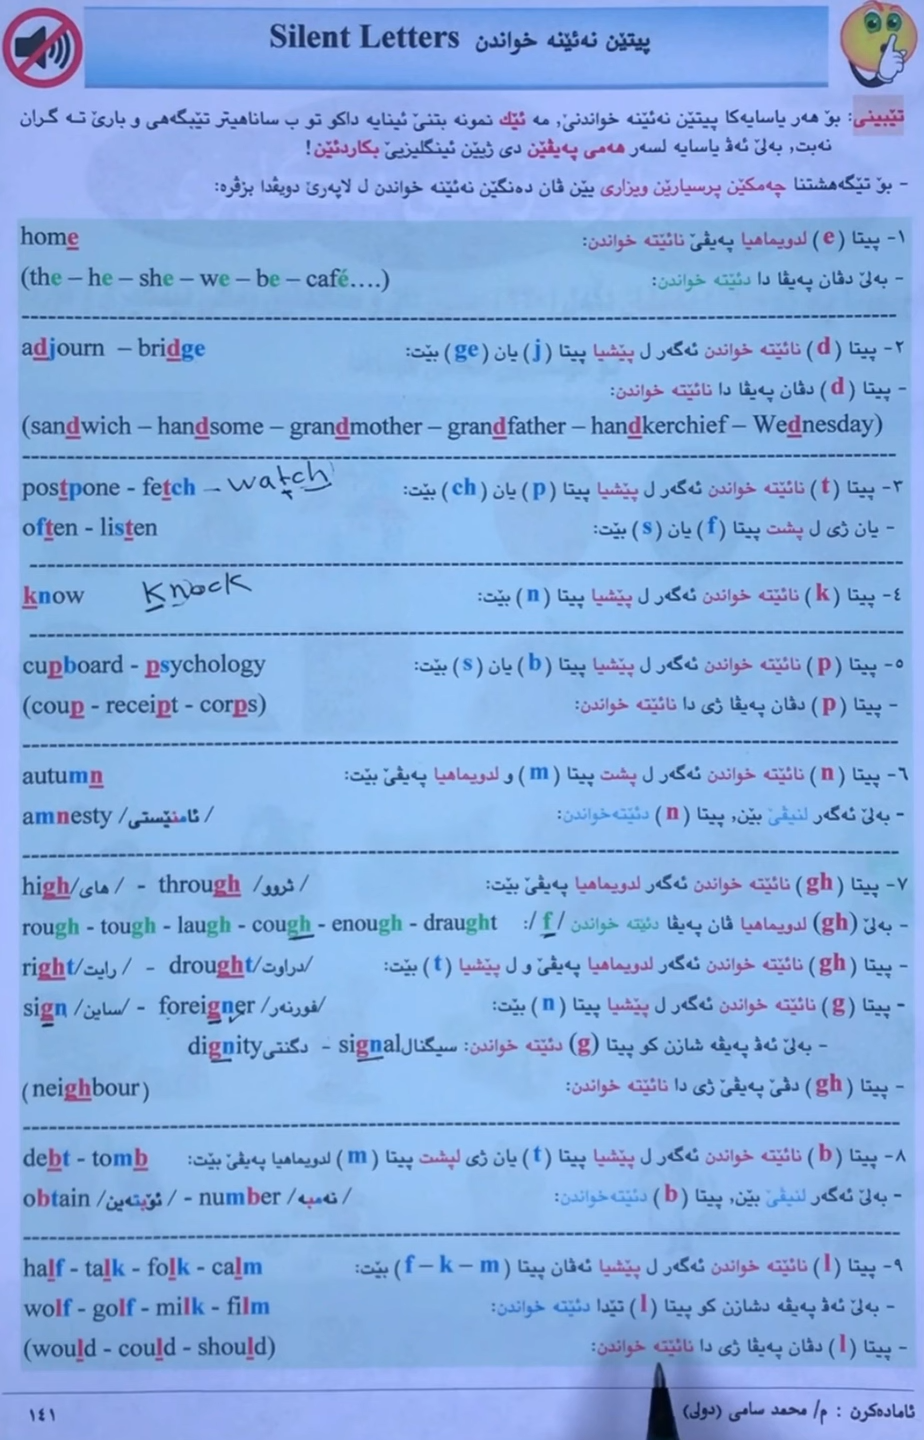 Silent Letters پیتێن نەئێنە خواندن
تێبینی: بۆ هەر یاسایەکا پیتێن نەئێنە خواندنێ، مە ئێك نمونە بتنێ ئینایە داکو تو ب ساناهیتر تێبگەهی و بارێ تە گران
نەبت، بەلێ ئەڤ یاسایە لسەر هەمی پەیڤێن دی ژیێن ئینگلیزیێ بکاردئێن!
- بۆ تێگەهشتنا چەمکێن پرسیارێن ویزاری یێن ڤان دەنگێن نەئێنە خواندن ل لاپەرێ دویڤدا بزڤرە:
١- پیتا (e) لدویماهیا پەیڤێ نائێتە خواندن: home
- بەلێ دڤان پەیڤا دا دئێتە خواندن: (the – he – she – we – be – café....)
٢- پیتا (d) نائێتە خواندن ئەگەر ل پێشیا پیتا (j) یان (ge) بێت: adjourn – bridge
- پیتا (d) دڤان پەیڤا دا نائێتە خواندن:
(sandwich – handsome – grandmother – grandfather – handkerchief – Wednesday)
٣- پیتا (t) نائێتە خواندن ئەگەر ل پێشیا پیتا (p) یان (ch) بێت: postpone - fetch – watch
- یان ژی ل پشت پیتا (f) یان (s) بێت: often - listen
٤- پیتا (k) نائێتە خواندن ئەگەر ل پێشیا پیتا (n) بێت: know Knock
٥- پیتا (p) نائێتە خواندن ئەگەر ل پێشیا پیتا (b) یان (s) بێت: cupboard - psychology
- پیتا (p) دڤان پەیڤا ژی دا نائێتە خواندن: (coup - receipt - corps)
٦- پیتا (n) نائێتە خواندن ئەگەر ل پشت پیتا (m) و لدویماهیا پەیڤێ بێت: autumn
- بەلێ ئەگەر لنیڤێ بێن، پیتا (n) دئێتەخواندن: amnesty /ئامنێستی/
٧- پیتا (gh) نائێتە خواندن ئەگەر لدویماهیا پەیڤێ بێت: high/های/ - through /ثروو/
- بەلێ (gh) لدویماهیا ڤان پەیڤا دئێتە خواندن /f/: rough - tough - laugh - cough - enough - draught
- پیتا (gh) نائێتە خواندن ئەگەر لدویماهیا پەیڤێ و ل پێشیا (t) بێت: right/رایت/ - drought/دراوت/
- پیتا (g) نائێتە خواندن ئەگەر ل پێشیا پیتا (n) بێت: sign /ساین/ - foreigner /فورنەر/
- بەلێ ئەڤ پەیڤە شازن کو پیتا (g) دئێتە خواندن: سیگنال signal - دگنتی dignity
- پیتا (gh) دڤێ پەیڤێ ژی دا نائێتە خواندن: (neighbour)
٨- پیتا (b) نائێتە خواندن ئەگەر ل پێشیا پیتا (t) یان ژی لپشت پیتا (m) لدویماهیا پەیڤێ بێت: debt - tomb
- بەلێ ئەگەر لنیڤێ بێن، پیتا (b) دئێتەخواندن: obtain /ئۆبتەین/ - number /نەمبە/
٩- پیتا (l) نائێتە خواندن ئەگەر ل پێشیا ئەڤان پیتا (f – k – m) بێت: half - talk - folk - calm
- بەلێ ئەڤ پەیڤە دشازن کو پیتا (l) تێدا دئێتە خواندن: wolf - golf - milk - film
- پیتا (l) دڤان پەیڤا ژی دا نائێتە خواندن: (would - could - should)
ئامادەکرن : م/ محمد سامی (دولی) ١٤١